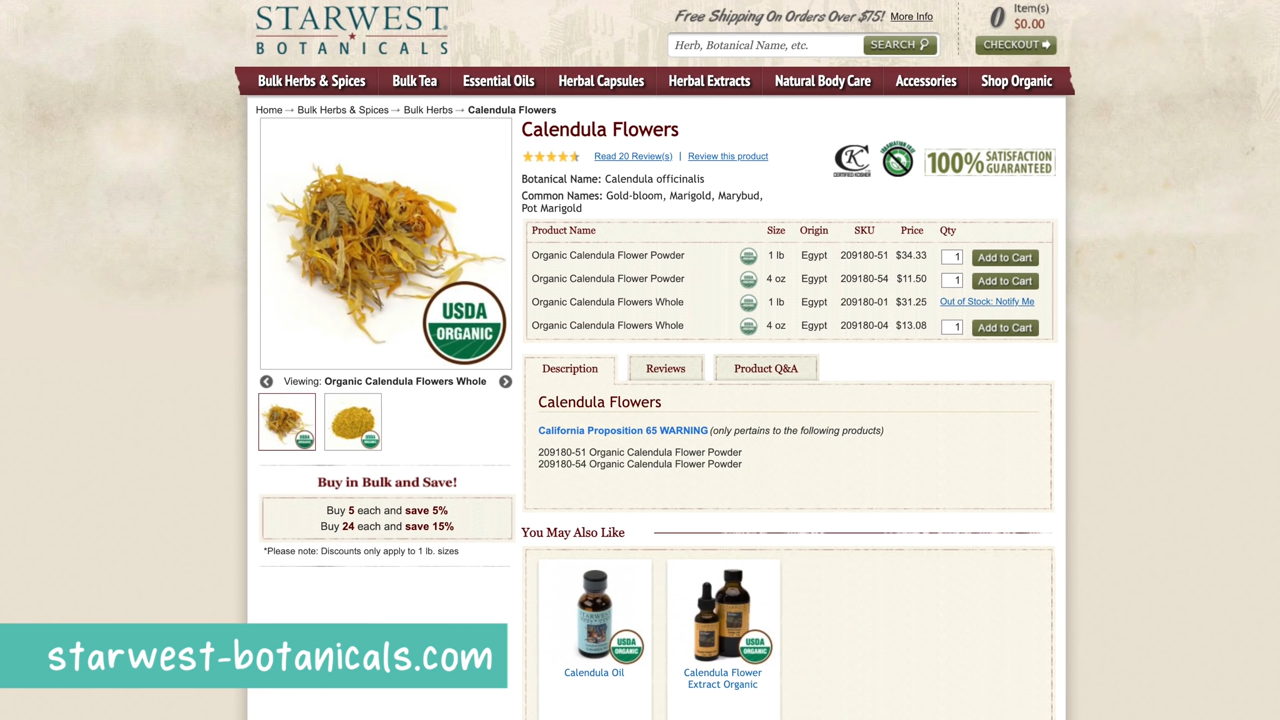 STARWEST
BOTANICALS
Free Shipping On Orders Over $75! More Info
Herb, Botanical Name, etc.
SEARCH
0 Item(s)
$0.00
CHECKOUT
Bulk Herbs & Spices Bulk Tea Essential Oils Herbal Capsules Herbal Extracts Natural Body Care Accessories Shop Organic
Home → Bulk Herbs & Spices → Bulk Herbs → Calendula Flowers
USDA
ORGANIC
Viewing: Organic Calendula Flowers Whole
Buy in Bulk and Save!
Buy 5 each and save 5%
Buy 24 each and save 15%
*Please note: Discounts only apply to 1 lb. sizes
Calendula Flowers
Read 20 Review(s) | Review this product
K
CERTIFIED KOSHER
100% SATISFACTION
GUARANTEED
Botanical Name: Calendula officinalis
Common Names: Gold-bloom, Marigold, Marybud,
Pot Marigold
Product Name Size Origin SKU Price Qty
Organic Calendula Flower Powder 1 lb Egypt 209180-51 $34.33 1 Add to Cart
Organic Calendula Flower Powder 4 oz Egypt 209180-54 $11.50 1 Add to Cart
Organic Calendula Flowers Whole 1 lb Egypt 209180-01 $31.25 Out of Stock: Notify Me
Organic Calendula Flowers Whole 4 oz Egypt 209180-04 $13.08 1 Add to Cart
Description Reviews Product Q&A
Calendula Flowers
California Proposition 65 WARNING (only pertains to the following products)
209180-51 Organic Calendula Flower Powder
209180-54 Organic Calendula Flower Powder
You May Also Like
STARWEST
USDA
ORGANIC
Calendula Oil
USDA
ORGANIC
Calendula Flower
Extract Organic
starwest-botanicals.com